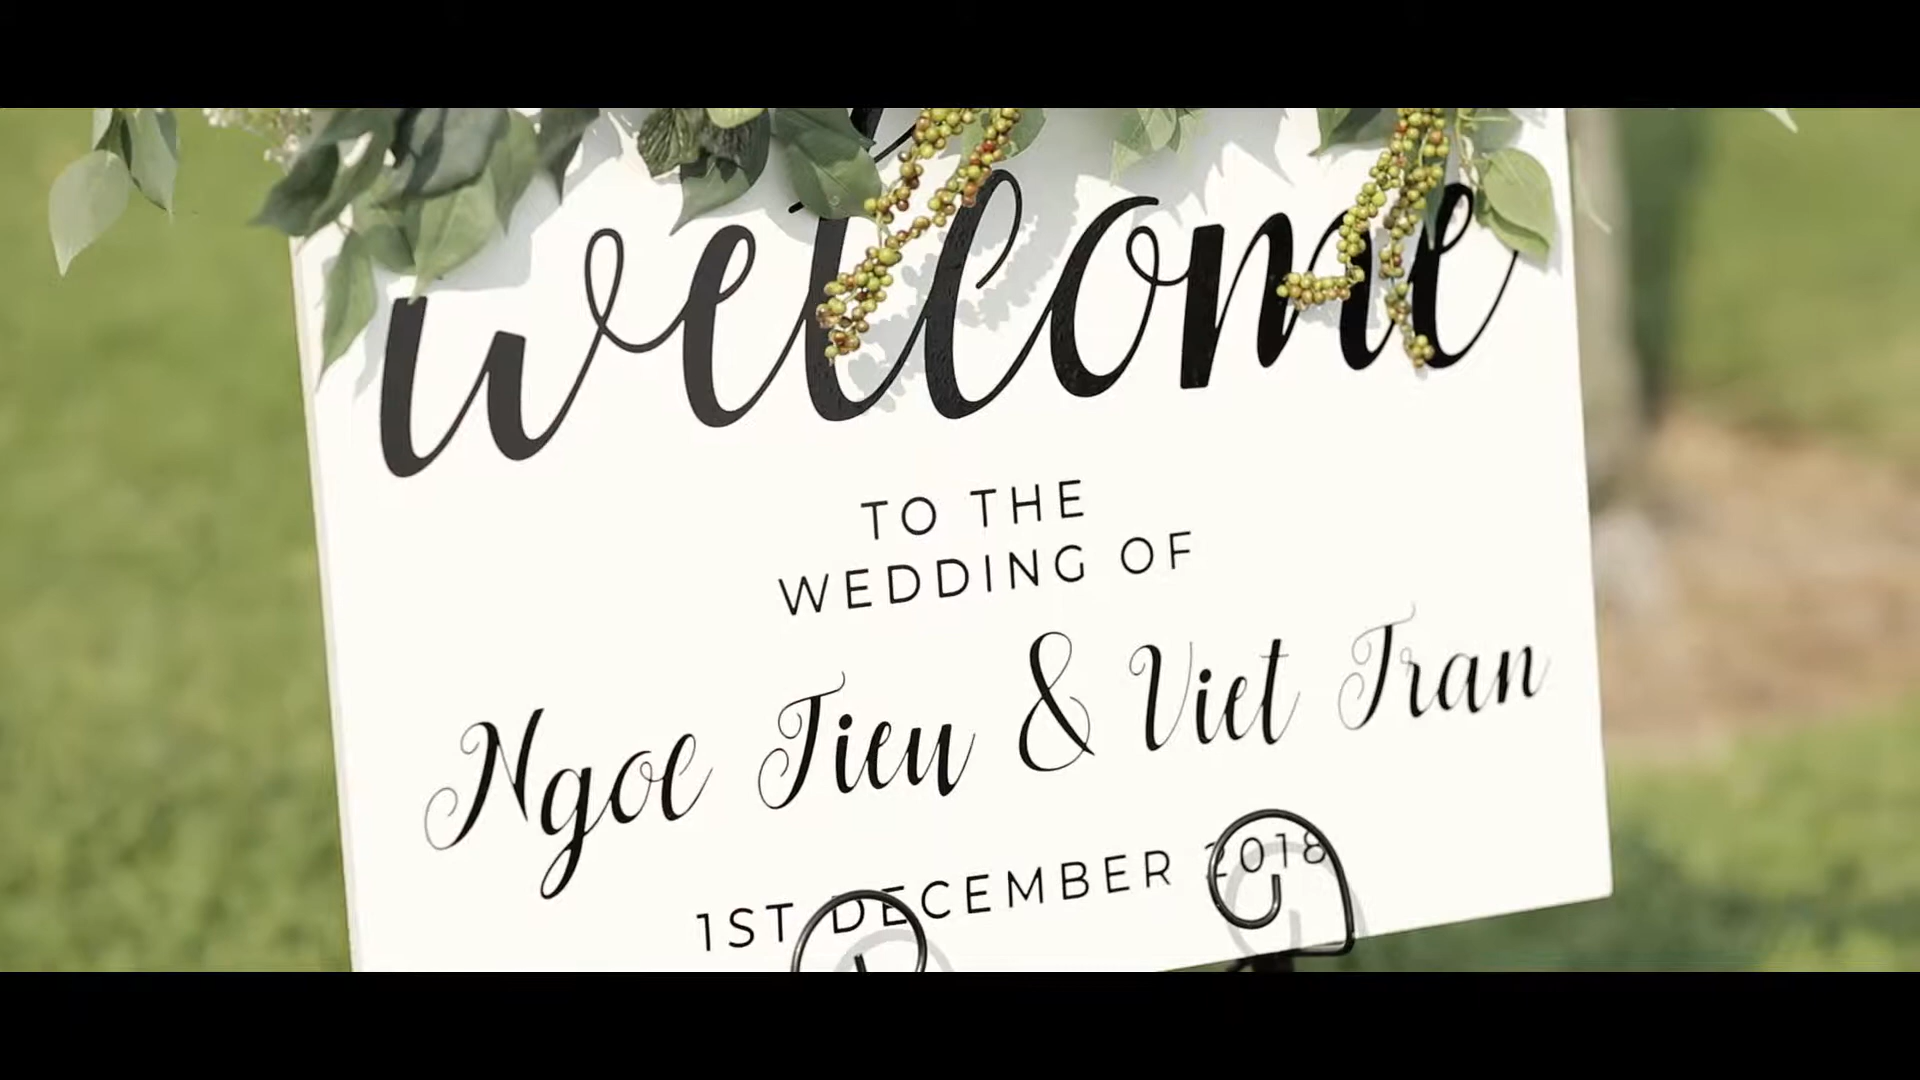 welcome
TO THE
WEDDING OF
Ngoc Tieu & Viet Tran
1ST DECEMBER 2018